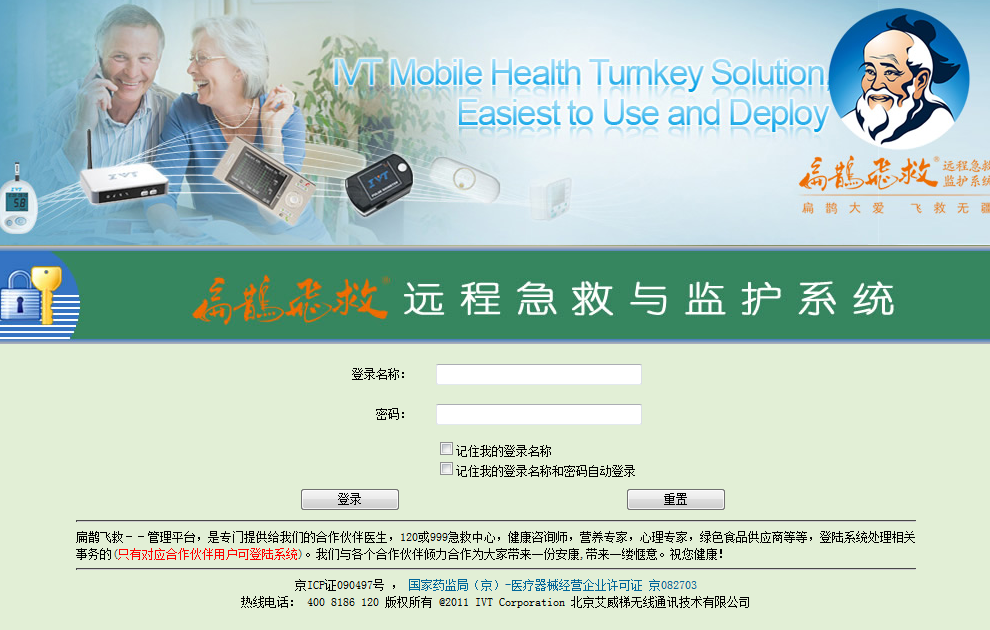 IVT Mobile Health Turnkey Solution,
Easiest to Use and Deploy
IVT
5.8
IVT
IVT
扁鹊飞救® 远程急救
监护系统
扁鹊大爱 飞救无疆
扁鹊飞救® 远程急救与监护系统
登录名称:
密码:
记住我的登录名称
记住我的登录名称和密码自动登录
登录 重置
扁鹊飞救--管理平台，是专门提供给我们的合作伙伴医生，120或999急救中心，健康咨询师，营养专家，心理专家，绿色食品供应商等等，登陆系统处理相关
事务的(只有对应合作伙伴用户可登陆系统)。我们与各个合作伙伴倾力合作为大家带来一份安康,带来一缕惬意。祝您健康!
京ICP证090497号 ， 国家药监局（京）-医疗器械经营企业许可证 京082703
热线电话： 400 8186 120 版权所有 @2011 IVT Corporation 北京艾威梯无线通讯技术有限公司